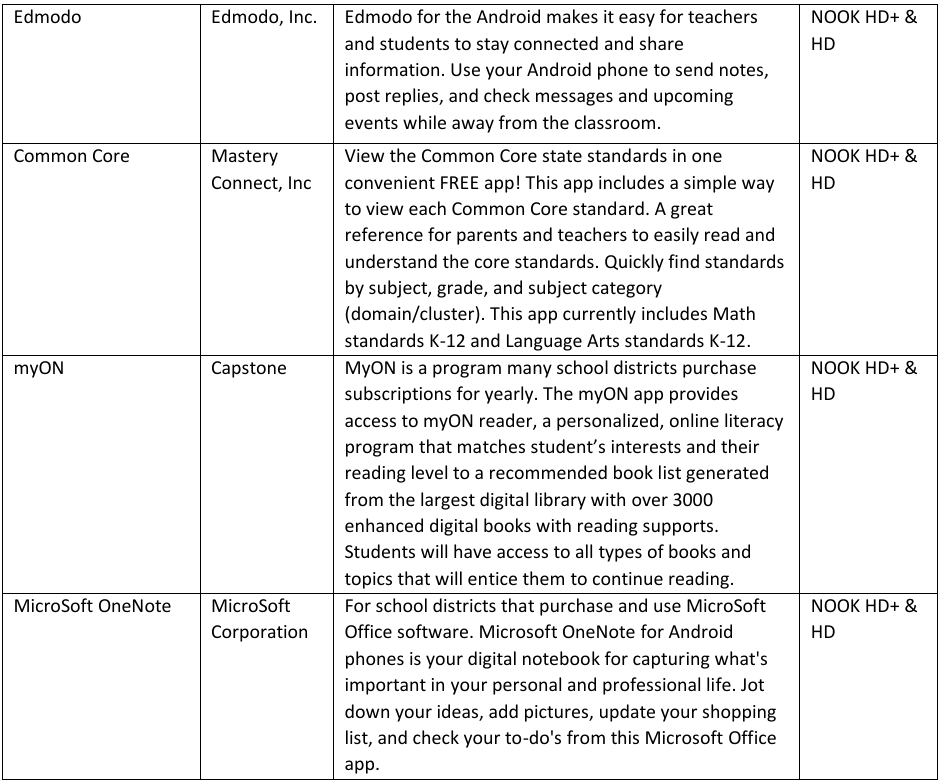 Edmodo Edmodo, Inc. Edmodo for the Android makes it easy for teachers NOOK HD+ &
and students to stay connected and share HD
information. Use your Android phone to send notes,
post replies, and check messages and upcoming
events while away from the classroom.
Common Core Mastery View the Common Core state standards in one NOOK HD+ &
Connect, Inc convenient FREE app! This app includes a simple way HD
to view each Common Core standard. A great
reference for parents and teachers to easily read and
understand the core standards. Quickly find standards
by subject, grade, and subject category
(domain/cluster). This app currently includes Math
standards K-12 and Language Arts standards K-12.
myON Capstone MyON is a program many school districts purchase NOOK HD+ &
subscriptions for yearly. The myON app provides HD
access to myON reader, a personalized, online literacy
program that matches student’s interests and their
reading level to a recommended book list generated
from the largest digital library with over 3000
enhanced digital books with reading supports.
Students will have access to all types of books and
topics that will entice them to continue reading.
MicroSoft OneNote MicroSoft For school districts that purchase and use MicroSoft NOOK HD+ &
Corporation Office software. Microsoft OneNote for Android HD
phones is your digital notebook for capturing what's
important in your personal and professional life. Jot
down your ideas, add pictures, update your shopping
list, and check your to-do's from this Microsoft Office
app.